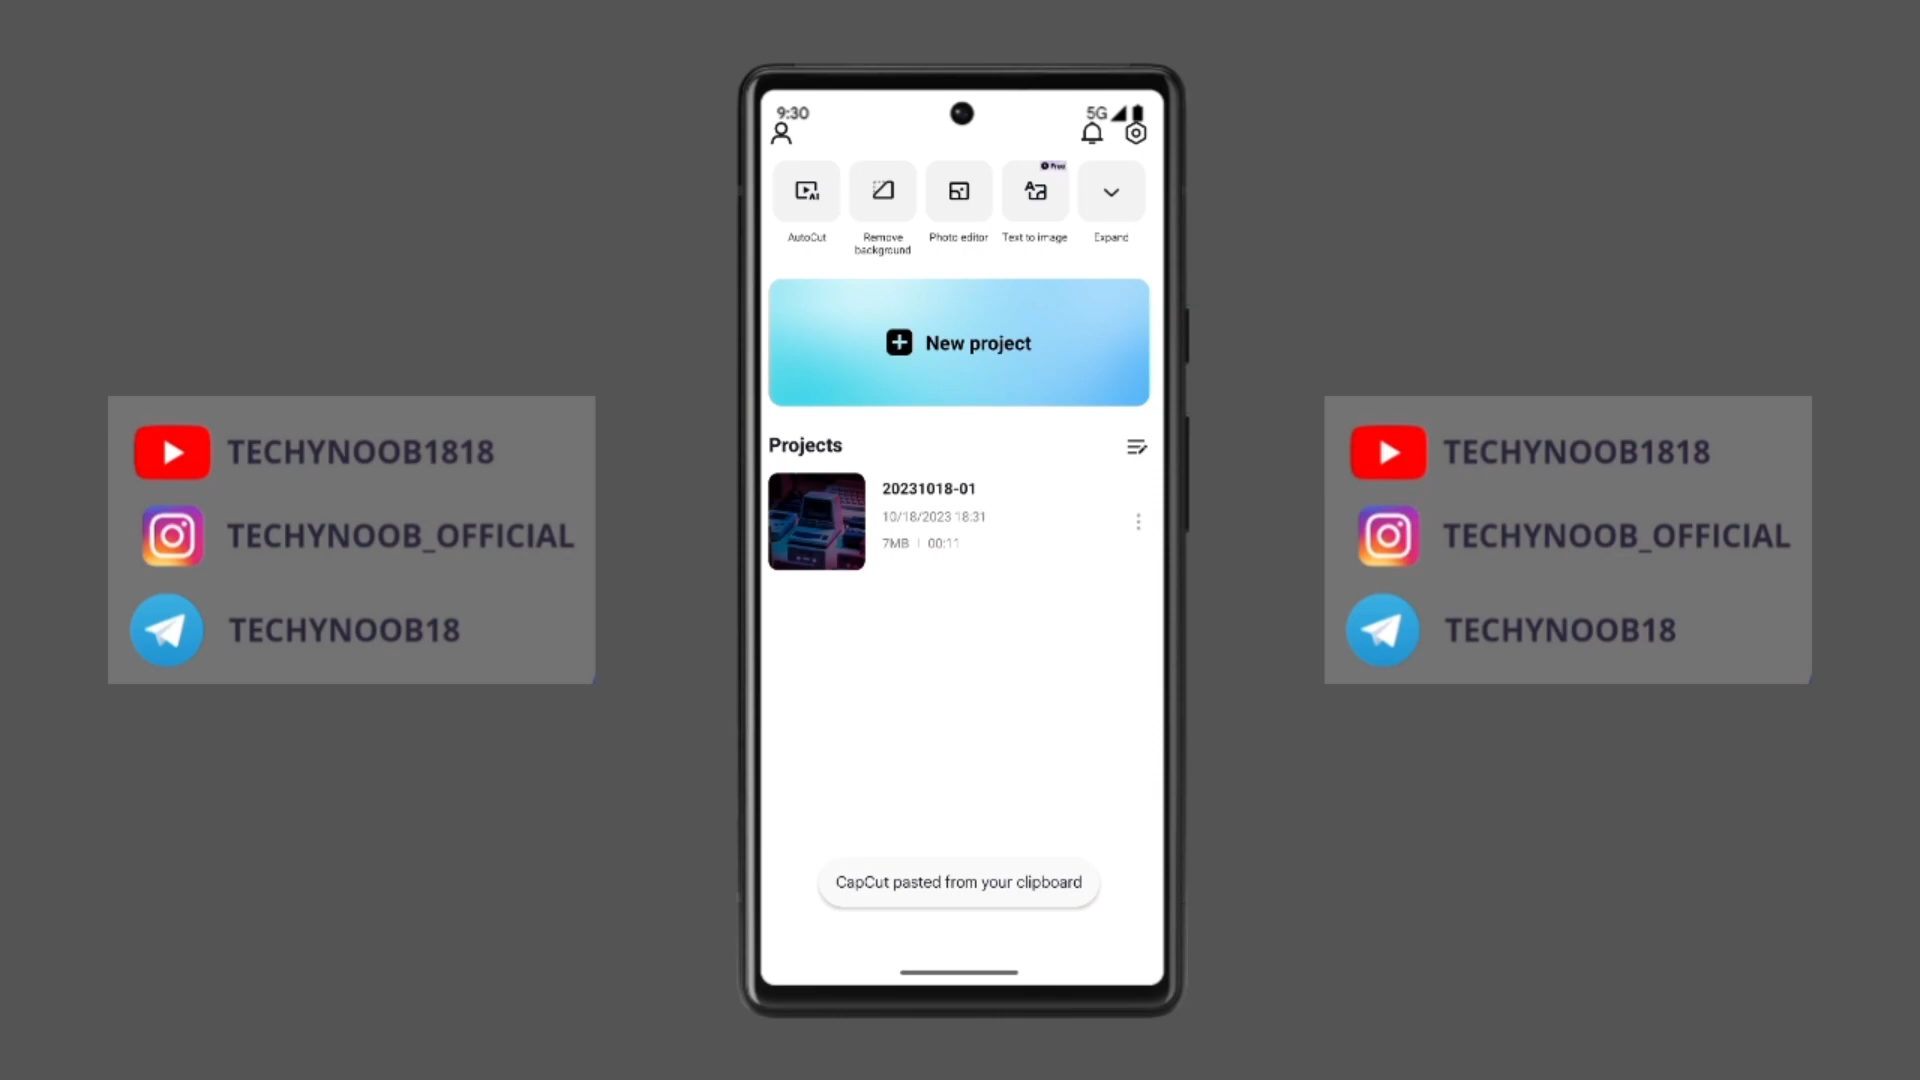 9:30
5G
Free
AutoCut
Remove
background
Photo editor
Text to image
Expand
New project
Projects
20231018-01
10/18/2023 18:31
7MB | 00:11
CapCut pasted from your clipboard
TECHYNOOB1818
TECHYNOOB_OFFICIAL
TECHYNOOB18
TECHYNOOB1818
TECHYNOOB_OFFICIAL
TECHYNOOB18